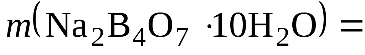 m(Na₂B₄O₇ ·10H₂O) =